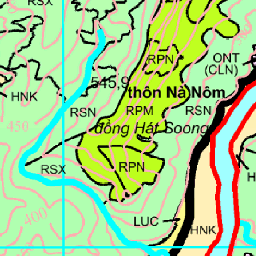 RSX
ONT
RPN
(CLN)
545,9
HNK
thôn Nà Nôm
RSN
RPM
RSN
450
đồng Hát Soong
RSX
RPN
400
LUC
HNK